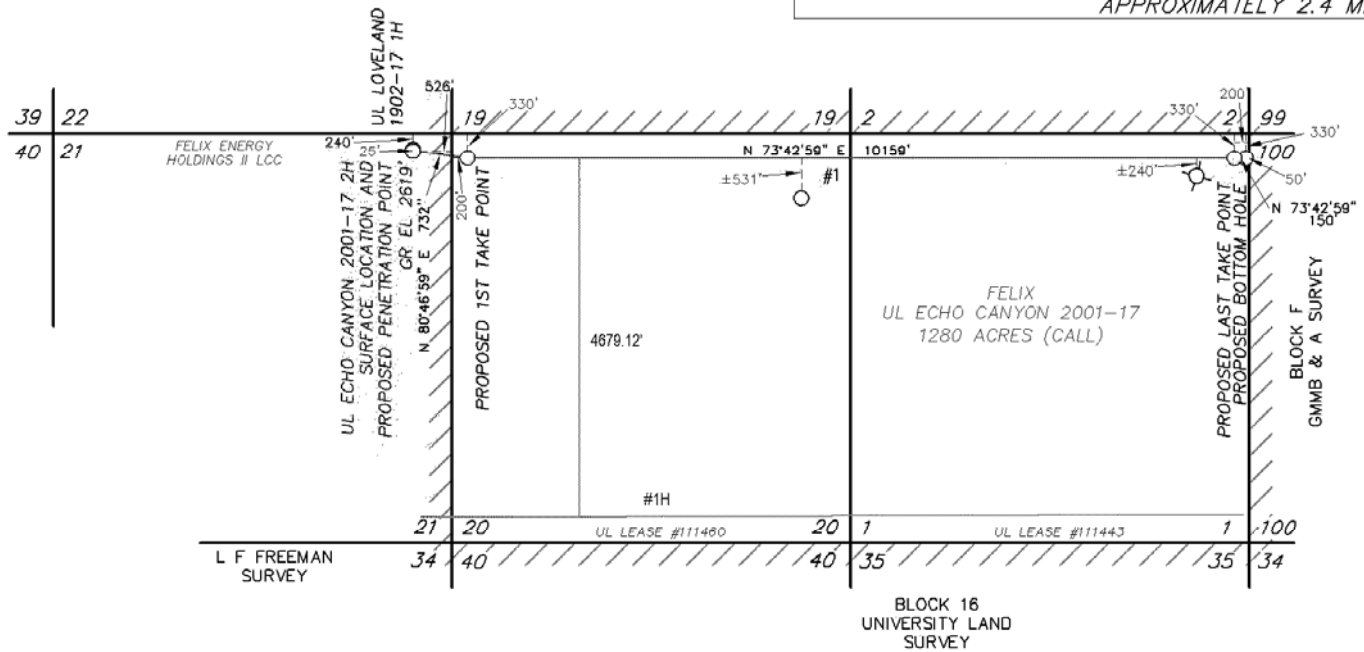 APPROXIMATELY 2.4 M
UL LOVELAND
1902-17 1H
526'
330'
39 22
19
19 2
330'
200
2 99
330'
40 21
FELIX ENERGY
HOLDINGS II LCC
240'
25'
N 73°42'59" E 10159'
100
±531'
#1
±240'
50'
N 73°42'59"
150'
UL ECHO CANYON 2001-17 2H
SURFACE LOCATION AND
PROPOSED PENETRATION POINT
GR EL 2619'
N 80°46'59" E 732"
200'
PROPOSED 1ST TAKE POINT
4679.12'
FELIX
UL ECHO CANYON 2001-17
1280 ACRES (CALL)
PROPOSED LAST TAKE POINT
PROPOSED BOTTOM HOLE
BLOCK F
GMMB & A SURVEY
#1H
21 20
UL LEASE #111460
20 1
UL LEASE #111443
1 100
L F FREEMAN
SURVEY
34 40
40 35
35 34
BLOCK 16
UNIVERSITY LAND
SURVEY